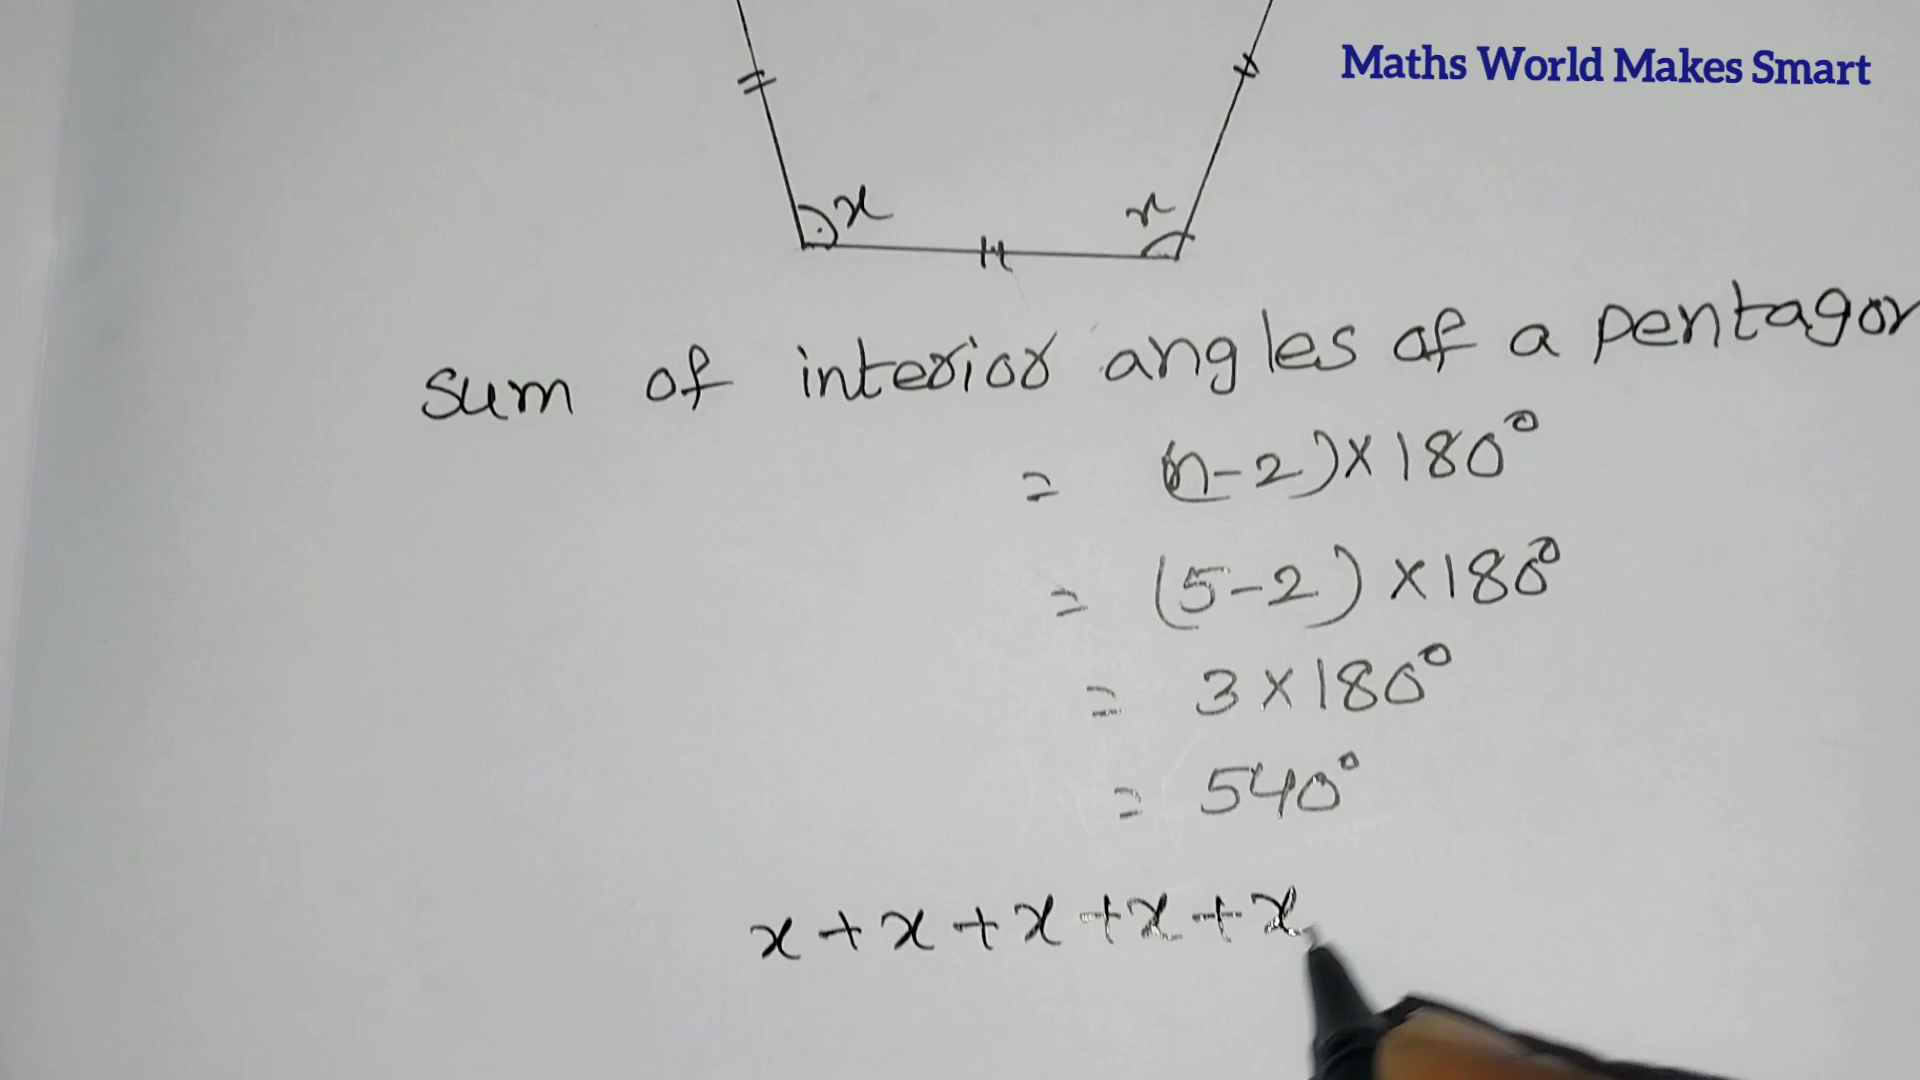 Maths World Makes Smart
x x
sum of interior angles of a pentagon
= (n-2)×180°
= (5-2)×180°
= 3×180°
= 540°
x+x+x+x+x